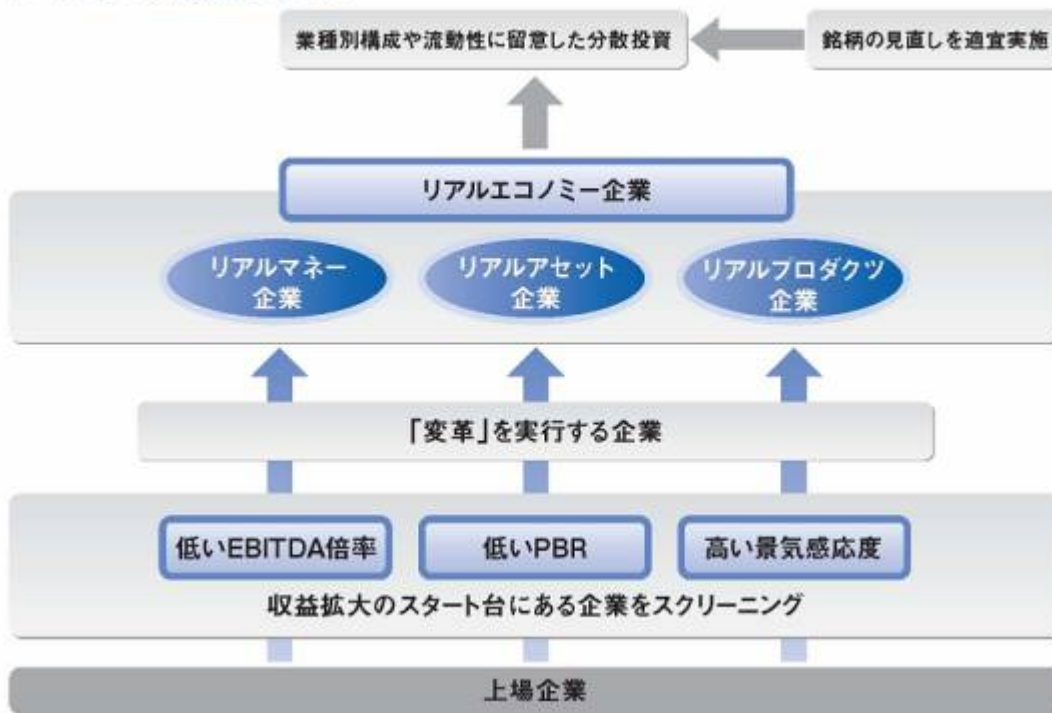 業種別構成や流動性に留意した分散投資
銘柄の見直しを適宜実施
リアルエコノミー企業
リアルマネー
企業
リアルアセット
企業
リアルプロダクツ
企業
「変革」を実行する企業
低いEBITDA倍率
低いPBR
高い景気感応度
収益拡大のスタート台にある企業をスクリーニング
上場企業